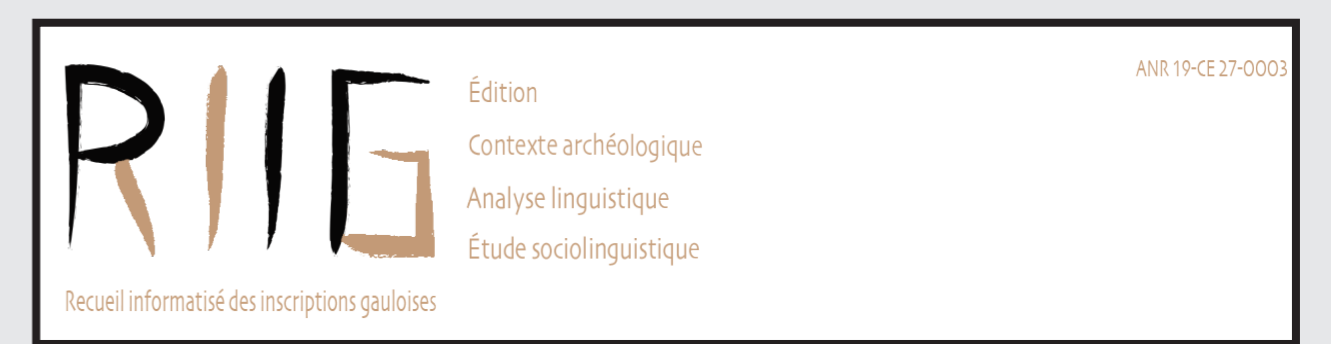 RIIG
Édition
Contexte archéologique
Analyse linguistique
Étude sociolinguistique
Recueil informatisé des inscriptions gauloises
ANR 19-CE 27-0003